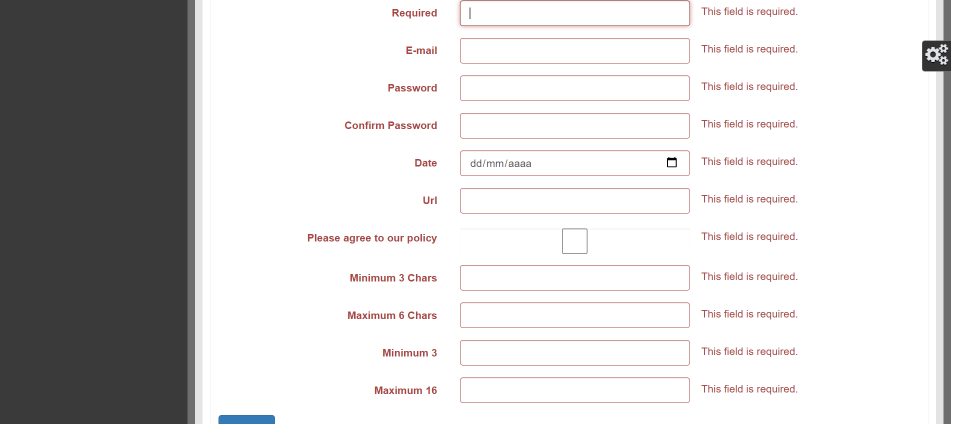 Required This field is required.
E-mail This field is required.
Password This field is required.
Confirm Password This field is required.
Date dd/mm/aaaa This field is required.
Url This field is required.
Please agree to our policy This field is required.
Minimum 3 Chars This field is required.
Maximum 6 Chars This field is required.
Minimum 3 This field is required.
Maximum 16 This field is required.